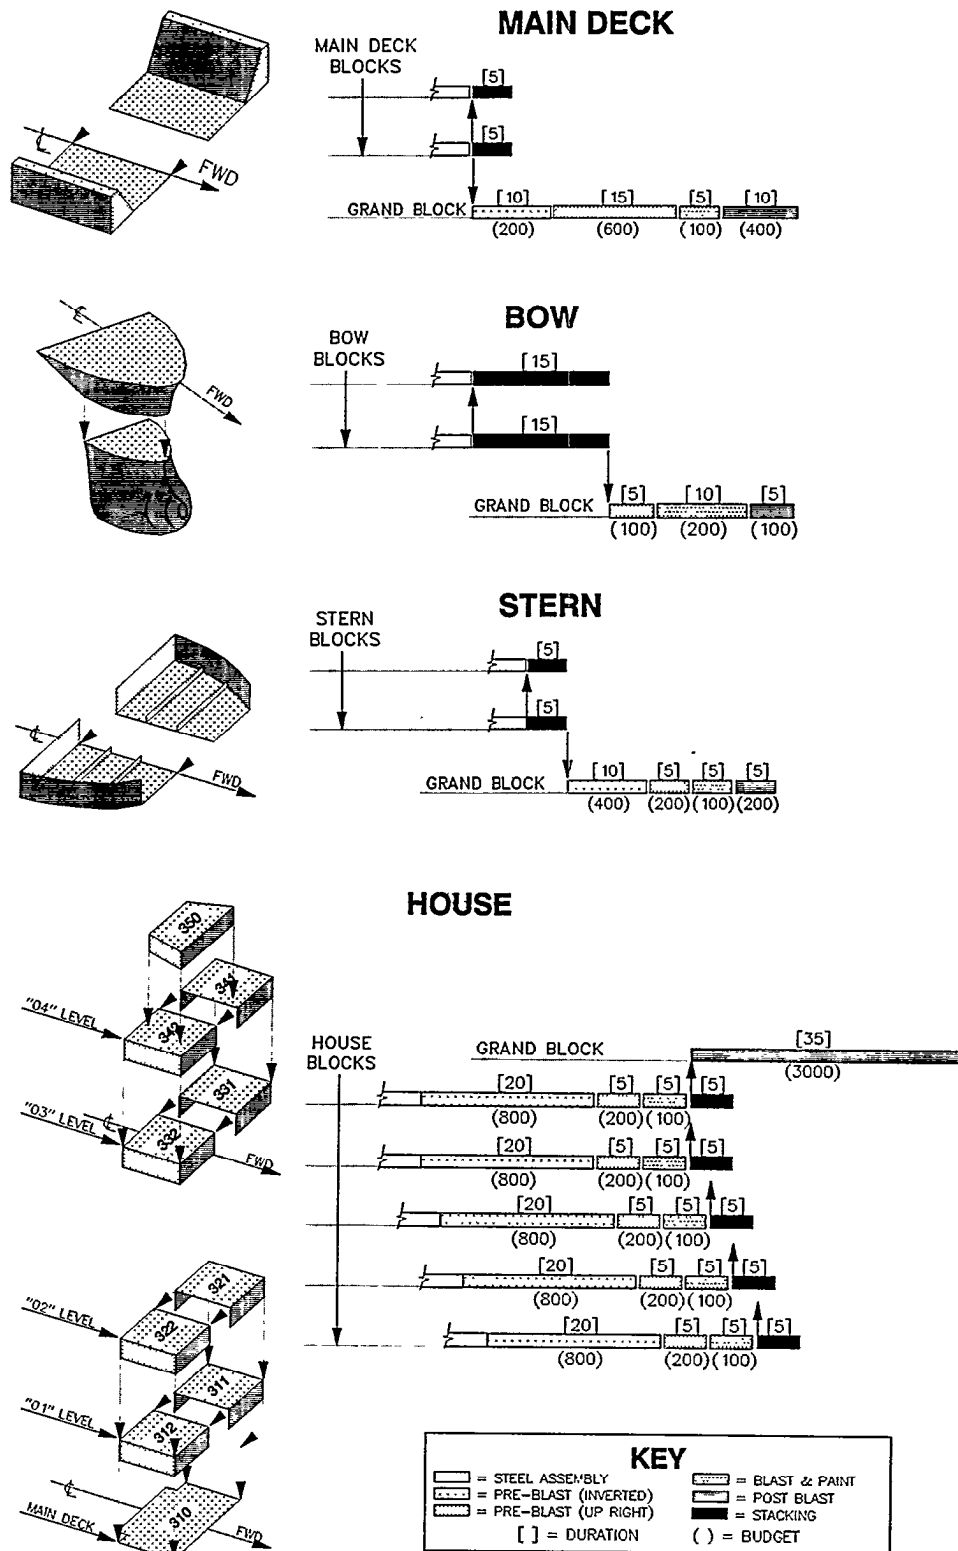 MAIN DECK
MAIN DECK
BLOCKS
[5]
[5]
℄
FWD
GRAND BLOCK
[10] [15] [5] [10]
(200) (600) (100) (400)
BOW
℄
FWD
BOW
BLOCKS
[15]
[15]
GRAND BLOCK
[5] [10] [5]
(100) (200) (100)
STERN
STERN
BLOCKS
[5]
[5]
℄
FWD
GRAND BLOCK
[10] [5] [5] [5]
(400) (200) (100) (200)
HOUSE
350
341
"04" LEVEL
342
331
"03" LEVEL
℄
332
FWD
HOUSE
BLOCKS
GRAND BLOCK
[35]
(3000)
[20] [5] [5] [5]
(800) (200) (100)
[20] [5] [5] [5]
(800) (200) (100)
[20] [5] [5] [5]
(800) (200) (100)
[20] [5] [5] [5]
(800) (200) (100)
[20] [5] [5] [5]
(800) (200) (100)
321
"02" LEVEL
322
311
"01" LEVEL
312
℄
MAIN DECK
310
FWD
KEY
= STEEL ASSEMBLY
= PRE-BLAST (INVERTED)
= PRE-BLAST (UP RIGHT)
= BLAST & PAINT
= POST BLAST
= STACKING
[ ] = DURATION
( ) = BUDGET